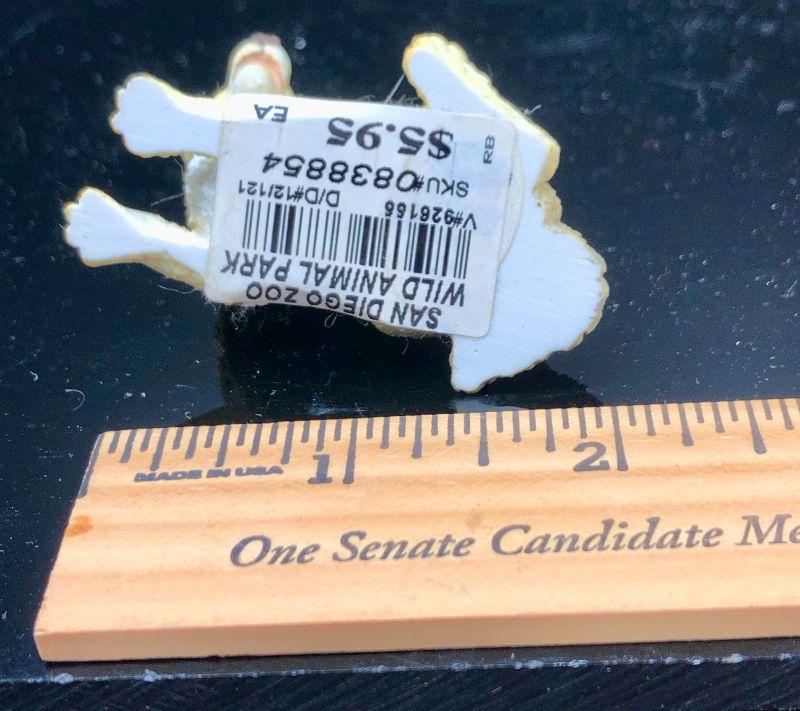 SAN DIEGO ZOO
WILD ANIMAL PARK
V#926156 D/D#12/121
SKU#0838854
$5.95
RB EA
MADE IN USA
1 2
One Senate Candidate Me